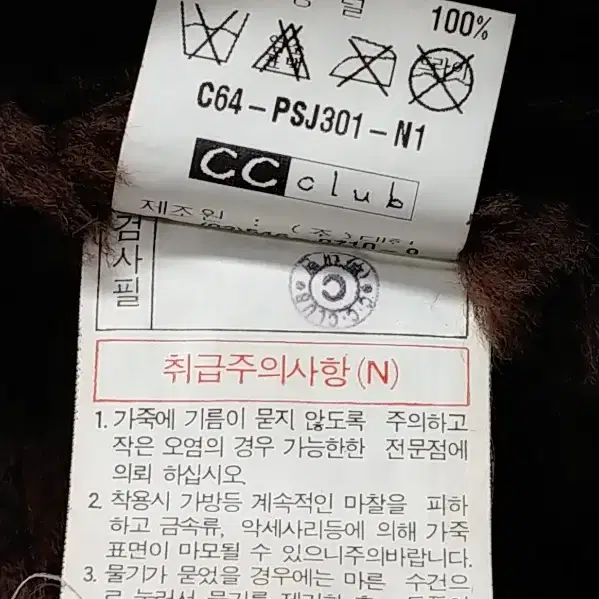 100%
C64-PSJ301-N1
CC club
제조원 : (조)대한
검사필
C.C.CLUB
취급주의사항 (N)
1. 가죽에 기름이 묻지 않도록 주의하고
작은 오염의 경우 가능한한 전문점에
의뢰 하십시오.
2. 착용시 가방등 계속적인 마찰을 피하
하고 금속류, 악세사리등에 의해 가죽
표면이 마모될 수 있으니주의바랍니다.
3. 물기가 묻었을 경우에는 마른 수건으